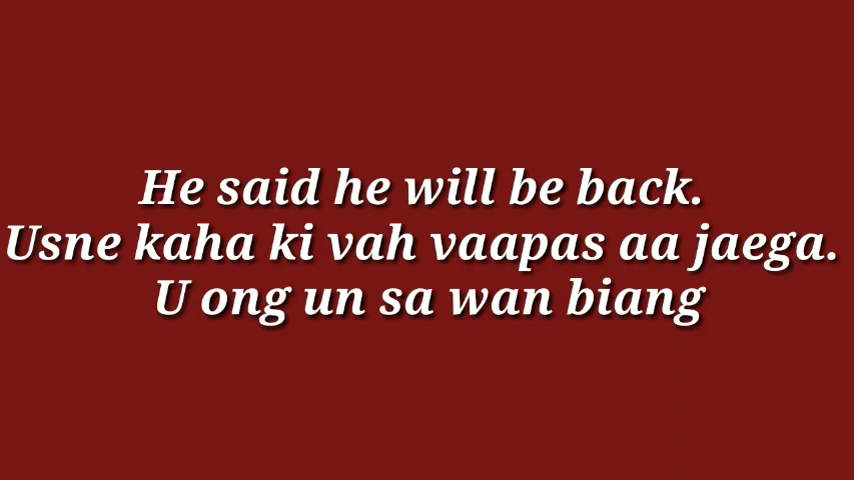 He said he will be back.
Usne kaha ki vah vaapas aa jaega.
U ong un sa wan biang